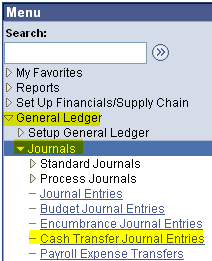 Menu
Search:
My Favorites
Reports
Set Up Financials/Supply Chain
General Ledger
Setup General Ledger
Journals
Standard Journals
Process Journals
Journal Entries
Budget Journal Entries
Encumbrance Journal Entries
Cash Transfer Journal Entries
Payroll Expense Transfers